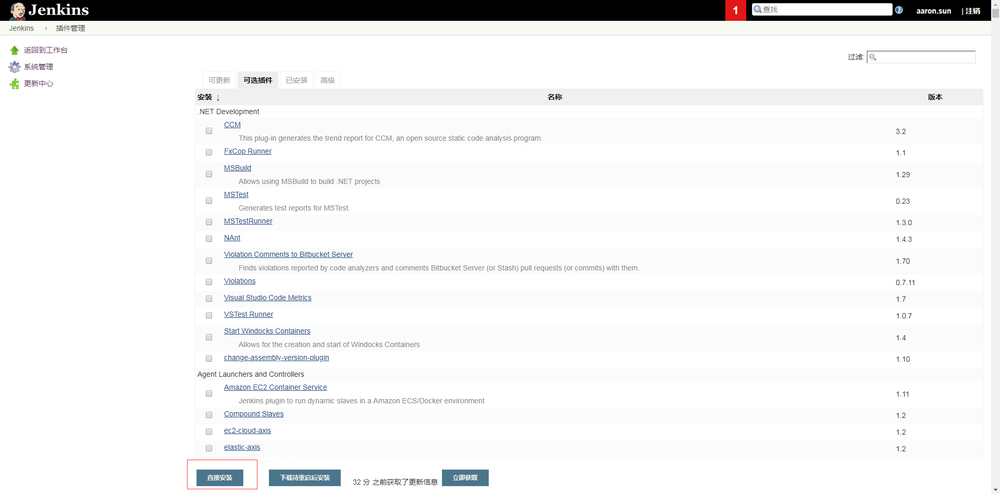 Jenkins
1
查找
aaron.sun
| 注销
Jenkins
插件管理
返回到工作台
系统管理
更新中心
过滤:
可更新
可选插件
已安装
高级
安装 ↓
名称
版本
.NET Development
CCM
This plug-in generates the trend report for CCM, an open source static code analysis program.
3.2
FxCop Runner
1.1
MSBuild
Allows using MSBuild to build .NET projects
1.29
MSTest
Generates test reports for MSTest.
0.23
MSTestRunner
1.3.0
NAnt
1.4.3
Violation Comments to Bitbucket Server
Finds violations reported by code analyzers and comments Bitbucket Server (or Stash) pull requests (or commits) with them.
1.70
Violations
0.7.11
Visual Studio Code Metrics
1.7
VSTest Runner
1.0.7
Start Windocks Containers
Allows for the creation and start of Windocks Containers
1.4
change-assembly-version-plugin
1.10
Agent Launchers and Controllers
Amazon EC2 Container Service
Jenkins plugin to run dynamic slaves in a Amazon ECS/Docker environment
1.11
Compound Slaves
1.2
ec2-cloud-axis
1.2
elastic-axis
1.2
直接安装
下载待重启后安装
32 分 之前获取了更新信息
立即获取